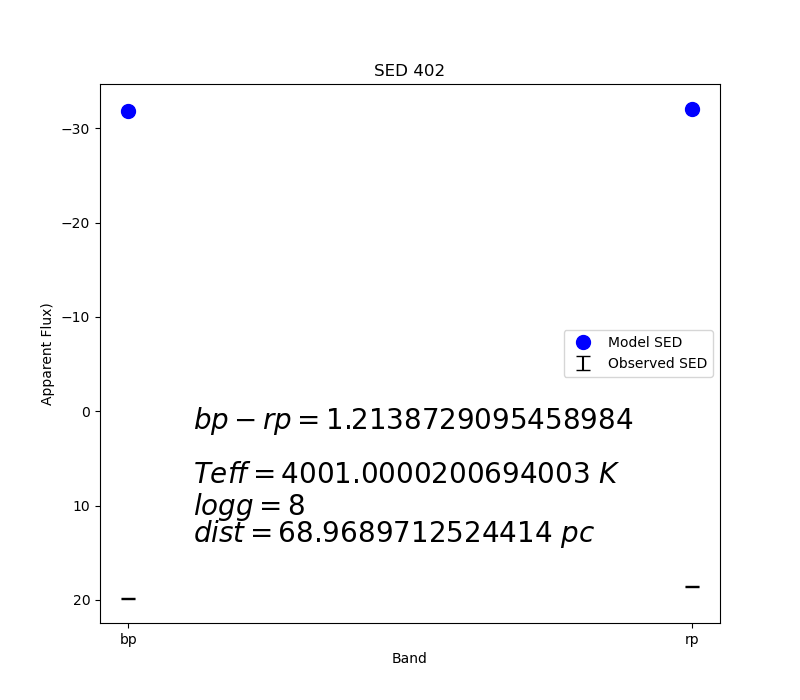 SED 402
−30
−20
−10
0
10
20
Apparent Flux)
Model SED
Observed SED
bp − rp = 1.2138729095458984
Teff = 4001.0000200694003 K
logg = 8
dist = 68.9689712524414 pc
bp
rp
Band